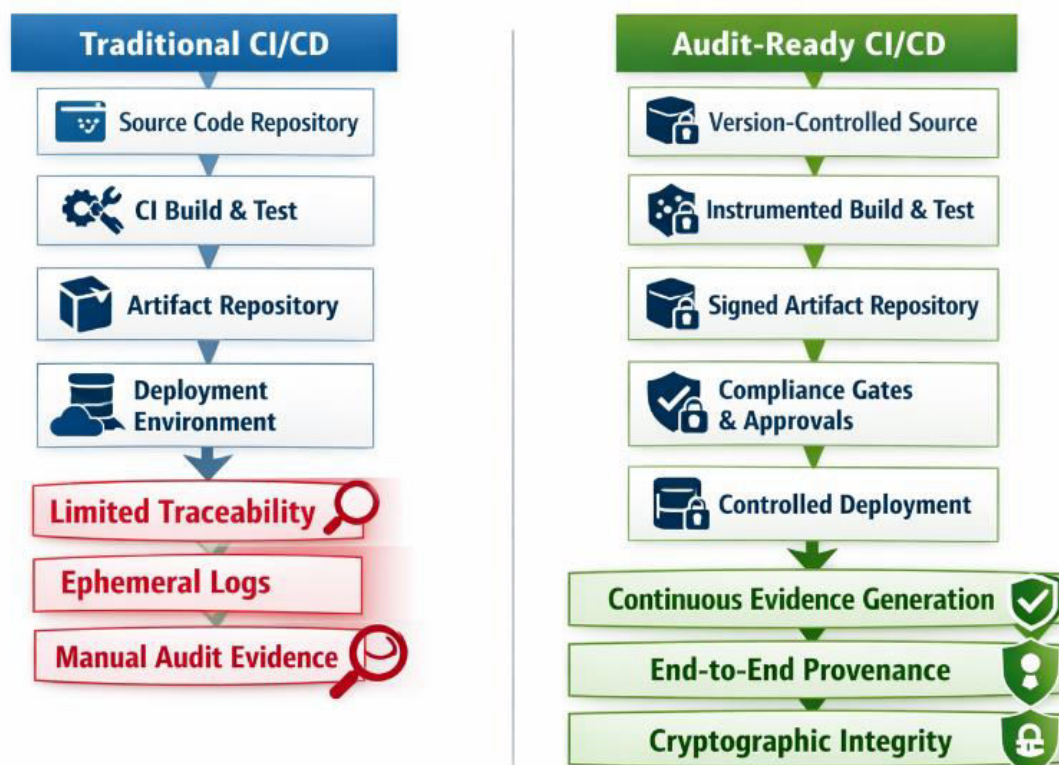 Traditional CI/CD
Source Code Repository
CI Build & Test
Artifact Repository
Deployment
Environment
Limited Traceability
Ephemeral Logs
Manual Audit Evidence
Audit-Ready CI/CD
Version-Controlled Source
Instrumented Build & Test
Signed Artifact Repository
Compliance Gates
& Approvals
Controlled Deployment
Continuous Evidence Generation
End-to-End Provenance
Cryptographic Integrity